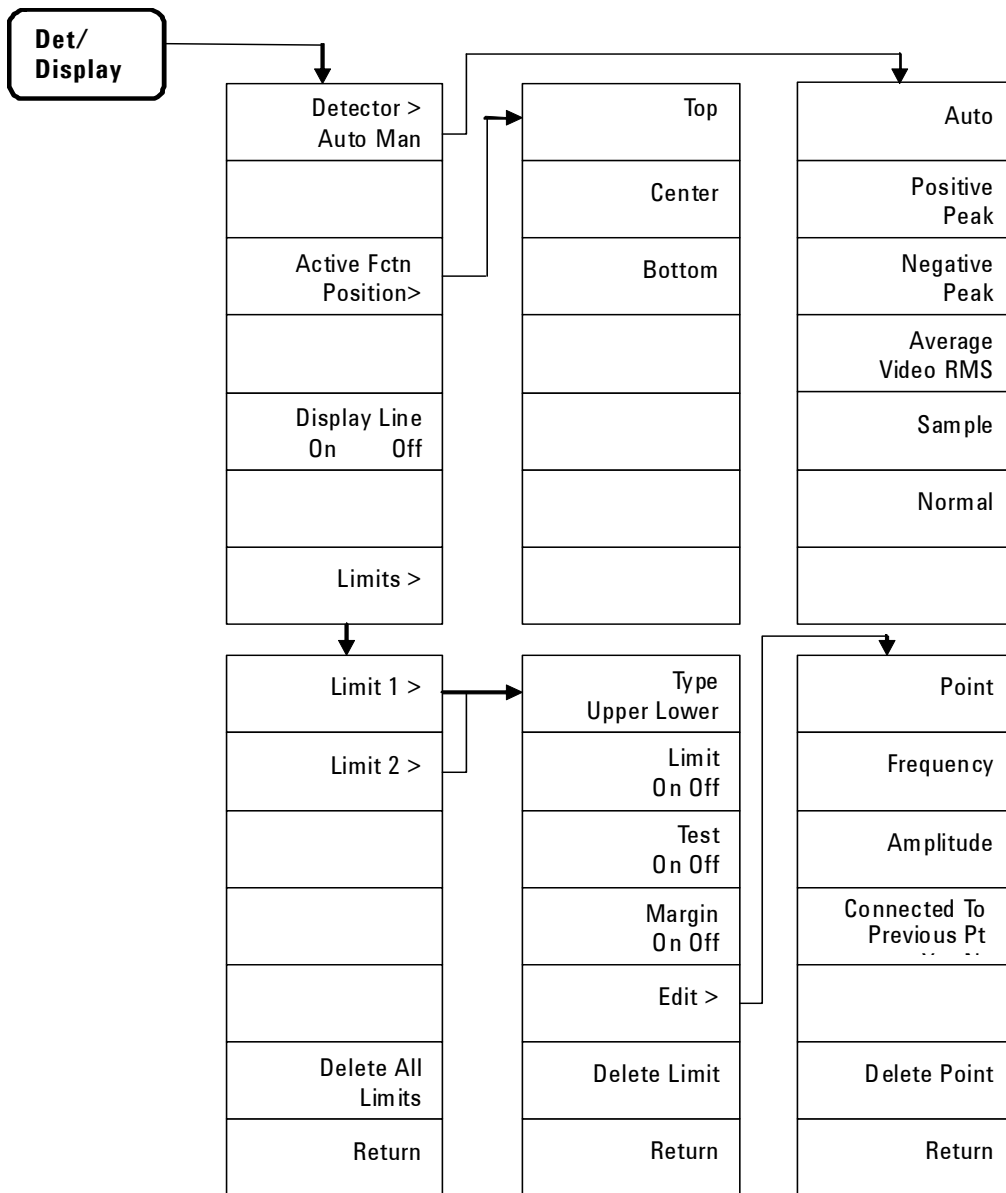 Det/
Display
Detector >
Auto Man
Active Fctn
Position>
Display Line
On Off
Limits >
Top
Center
Bottom
Auto
Positive
Peak
Negative
Peak
Average
Video RMS
Sample
Normal
Limit 1 >
Limit 2 >
Delete All
Limits
Return
Type
Upper Lower
Limit
On Off
Test
On Off
Margin
On Off
Edit >
Delete Limit
Return
Point
Frequency
Amplitude
Connected To
Previous Pt
Delete Point
Return